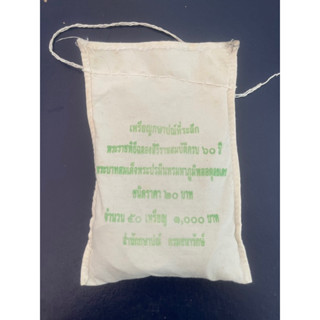 เหรียญกษาปณ์ที่ระลึก
พระราชพิธีฉลองสิริราชสมบัติครบ ๖๐ ปี
พระบาทสมเด็จพระปรมินทรมหาภูมิพลอดุลยเดช
ชนิดราคา ๒๐ บาท
จำนวน ๕๐ เหรียญ ๑,๐๐๐ บาท
สำนักกษาปณ์ กรมธนารักษ์